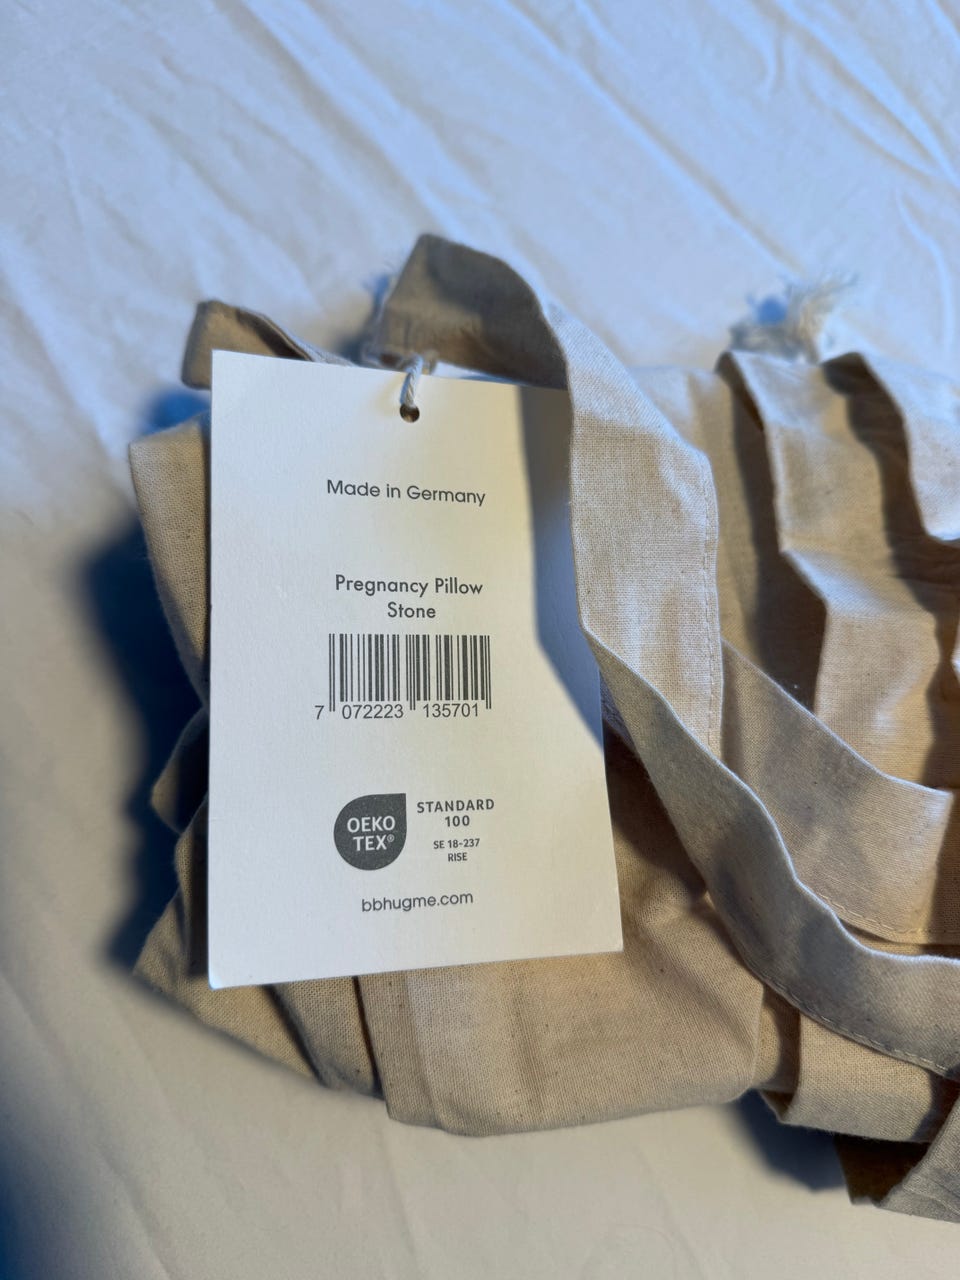 Made in Germany
Pregnancy Pillow
Stone
7 072223 135701
OEKO
TEX®
STANDARD
100
SE 18-237
RISE
bbhugme.com